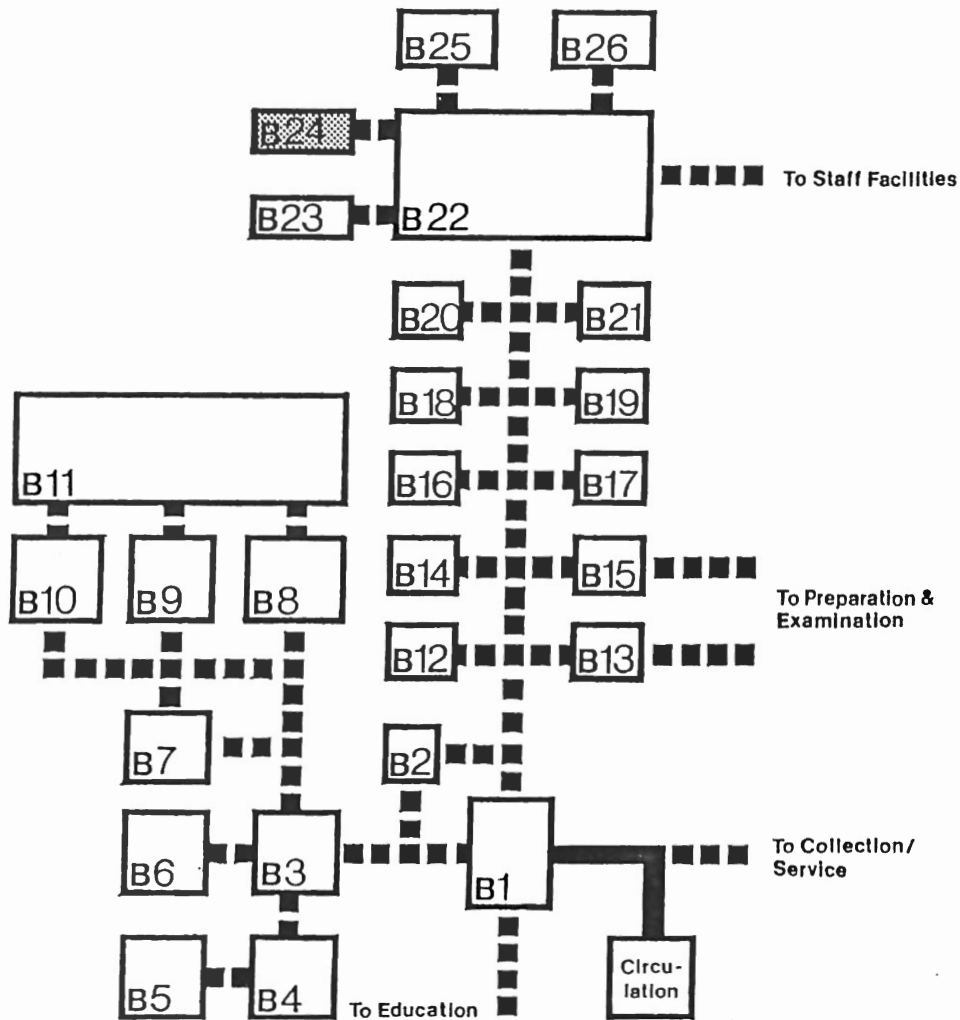 B25
B26
B24
To Staff Facilities
B23
B22
B20
B21
B18
B19
B11
B16
B17
B10
B9
B8
B14
B15
To Preparation &
Examination
B12
B13
B7
B2
B6
B3
B1
To Collection/
Service
B5
B4
To Education
Circu-
lation